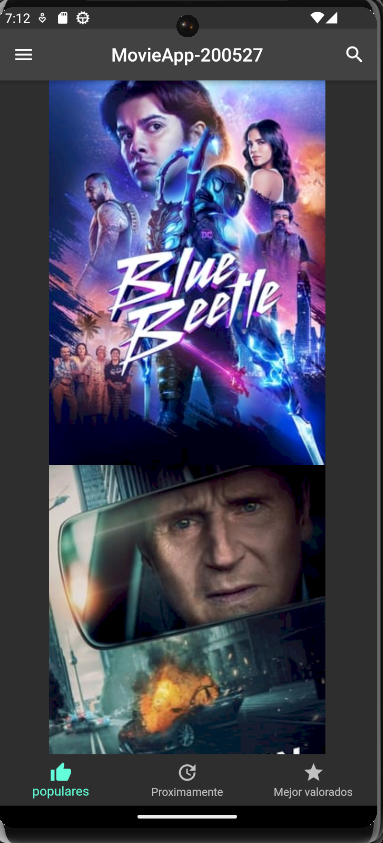 7:12
MovieApp-200527
DC
Blue
Beetle
populares
Proximamente
Mejor valorados